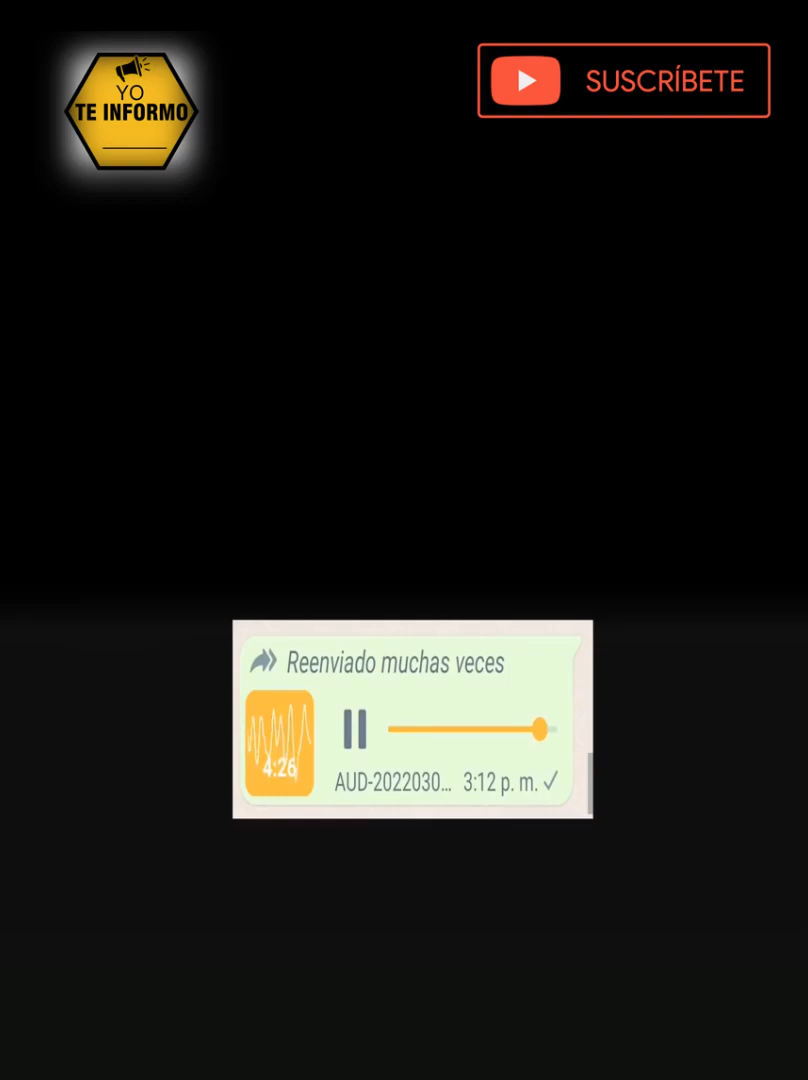 YO
TE INFORMO
SUSCRÍBETE
Reenviado muchas veces
4:26
AUD-2022030... 3:12 p. m.